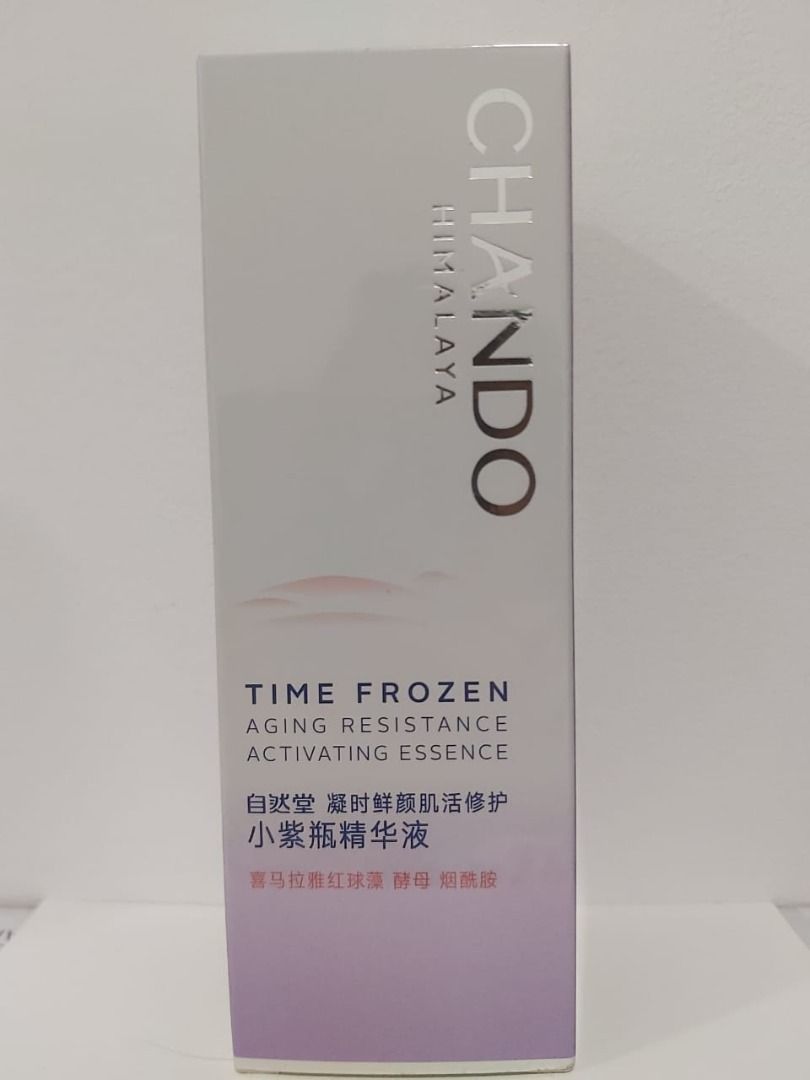 CHANDO
HIMALAYA
TIME FROZEN
AGING RESISTANCE
ACTIVATING ESSENCE
自然堂 凝时鲜颜肌活修护
小紫瓶精华液
喜马拉雅红球藻 酵母 烟酰胺